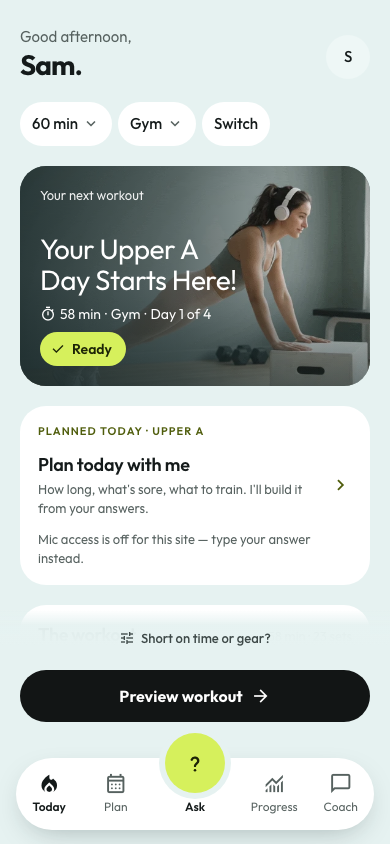 Good afternoon,
Sam.
S
60 min
Gym
Switch
Your next workout
Your Upper A
Day Starts Here!
58 min · Gym · Day 1 of 4
Ready
PLANNED TODAY · UPPER A
Plan today with me
How long, what's sore, what to train. I'll build it
from your answers.
Mic access is off for this site — type your answer
instead.
Short on time or gear?
Preview workout
?
Today
Plan
Ask
Progress
Coach